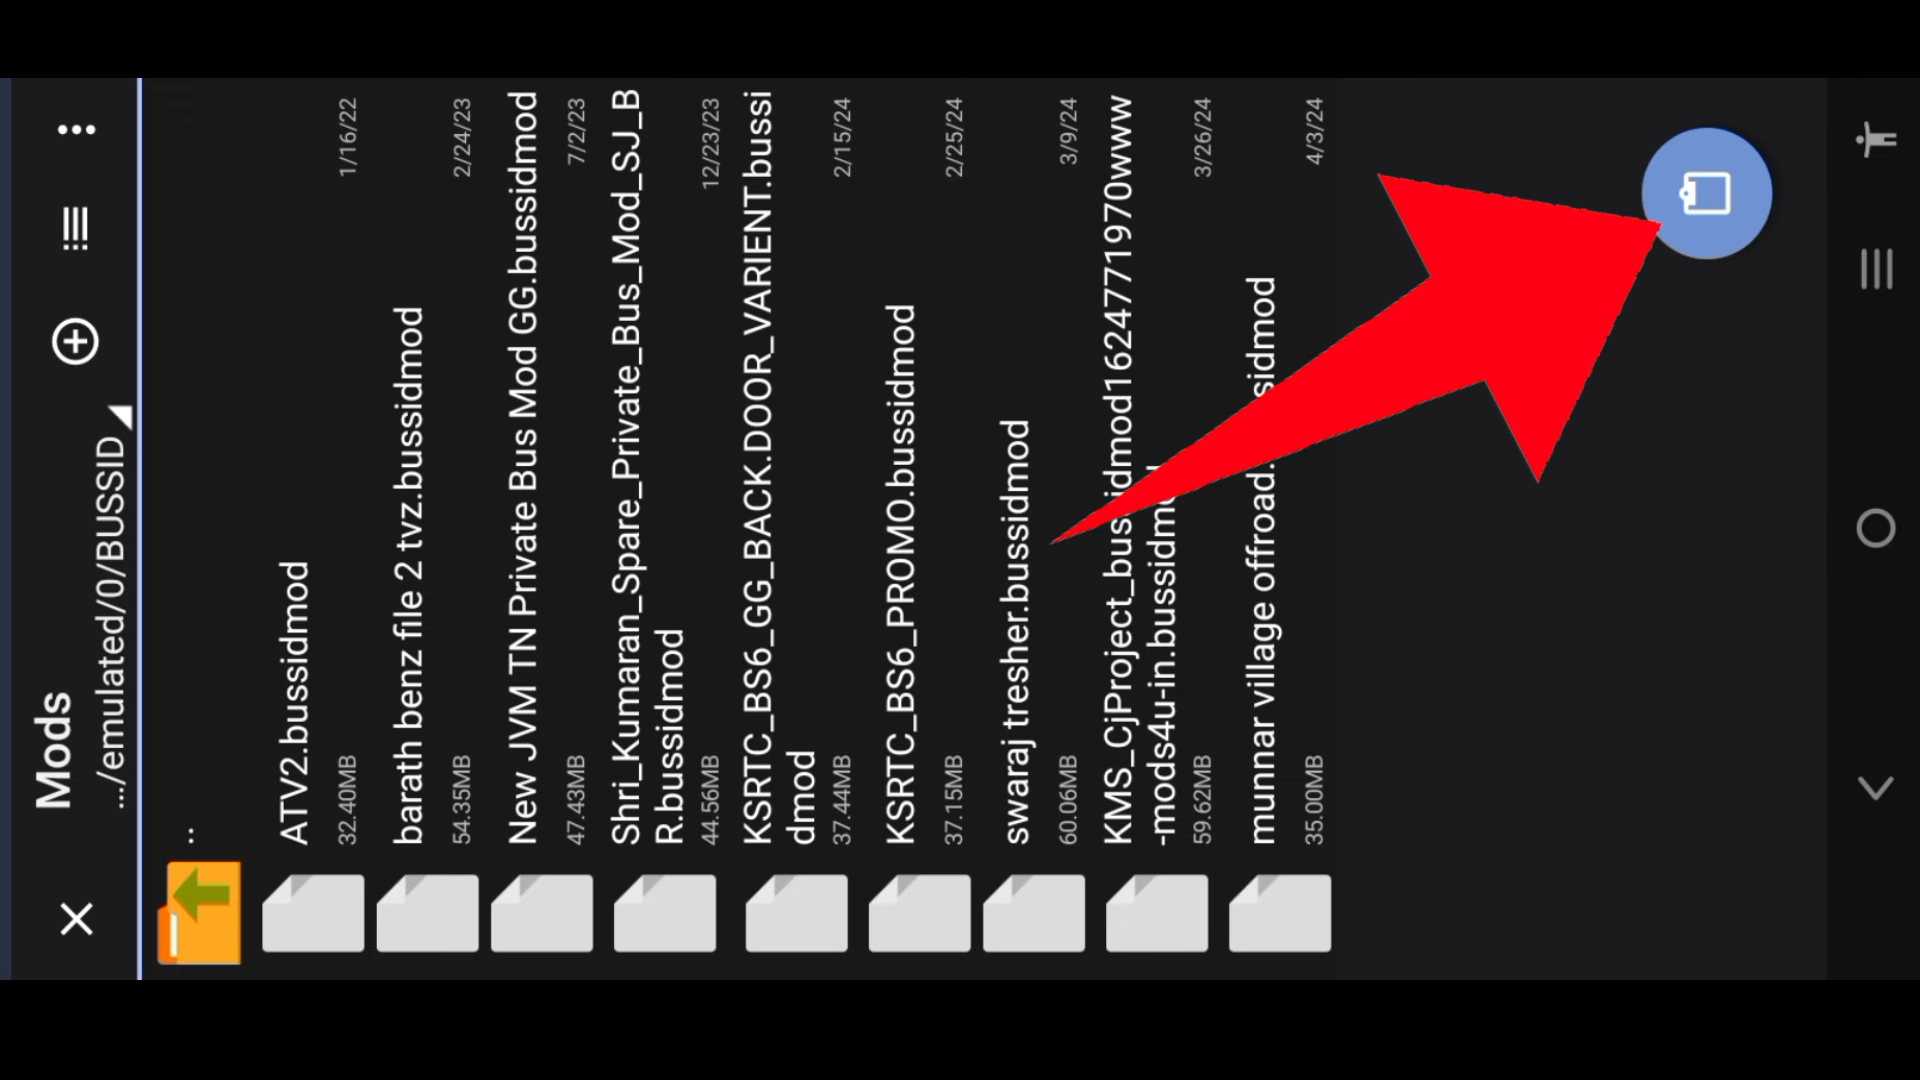 Mods
.../emulated/0/BUSSID
..
ATV2.bussidmod
32.40MB 1/16/22
barath benz file 2 tvz.bussidmod
54.35MB 2/24/23
New JVM TN Private Bus Mod GG.bussidmod
47.43MB 7/2/23
Shri_Kumaran_Spare_Private_Bus_Mod_SJ_B
R.bussidmod
44.56MB 12/23/23
KSRTC_BS6_GG_BACK.DOOR_VARIENT.bussi
dmod
37.44MB 2/15/24
KSRTC_BS6_PROMO.bussidmod
37.15MB 2/25/24
swaraj tresher.bussidmod
60.06MB 3/9/24
KMS_CjProject_bussidmod1624771970www
-mods4u-in.bussidmod
59.62MB 3/26/24
munnar village offroad.bussidmod
35.00MB 4/3/24